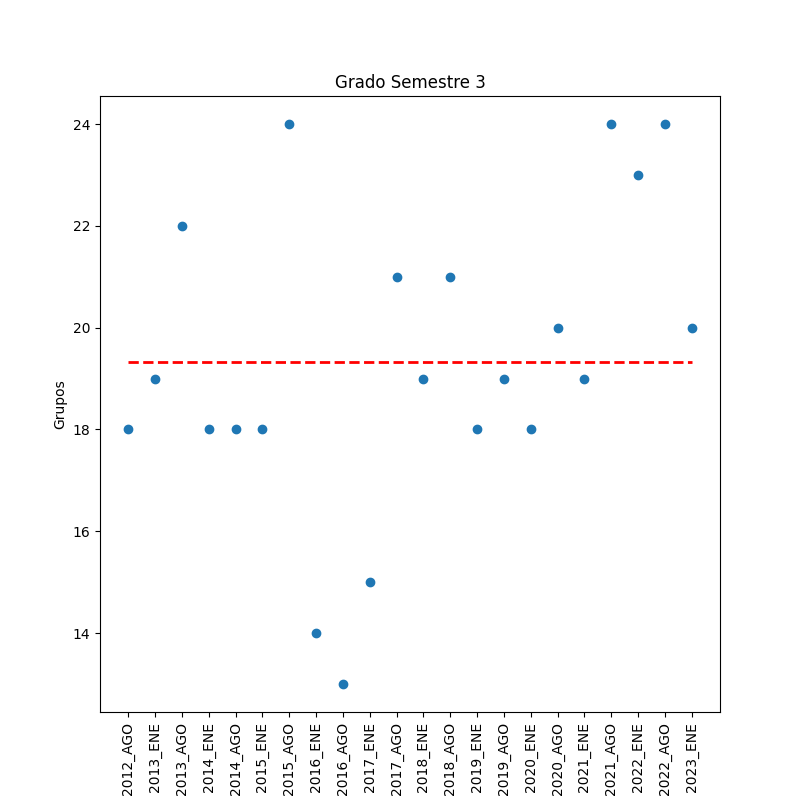 Grado Semestre 3
Grupos
24
22
20
18
16
14
2012_AGO
2013_ENE
2013_AGO
2014_ENE
2014_AGO
2015_ENE
2015_AGO
2016_ENE
2016_AGO
2017_ENE
2017_AGO
2018_ENE
2018_AGO
2019_ENE
2019_AGO
2020_ENE
2020_AGO
2021_ENE
2021_AGO
2022_ENE
2022_AGO
2023_ENE